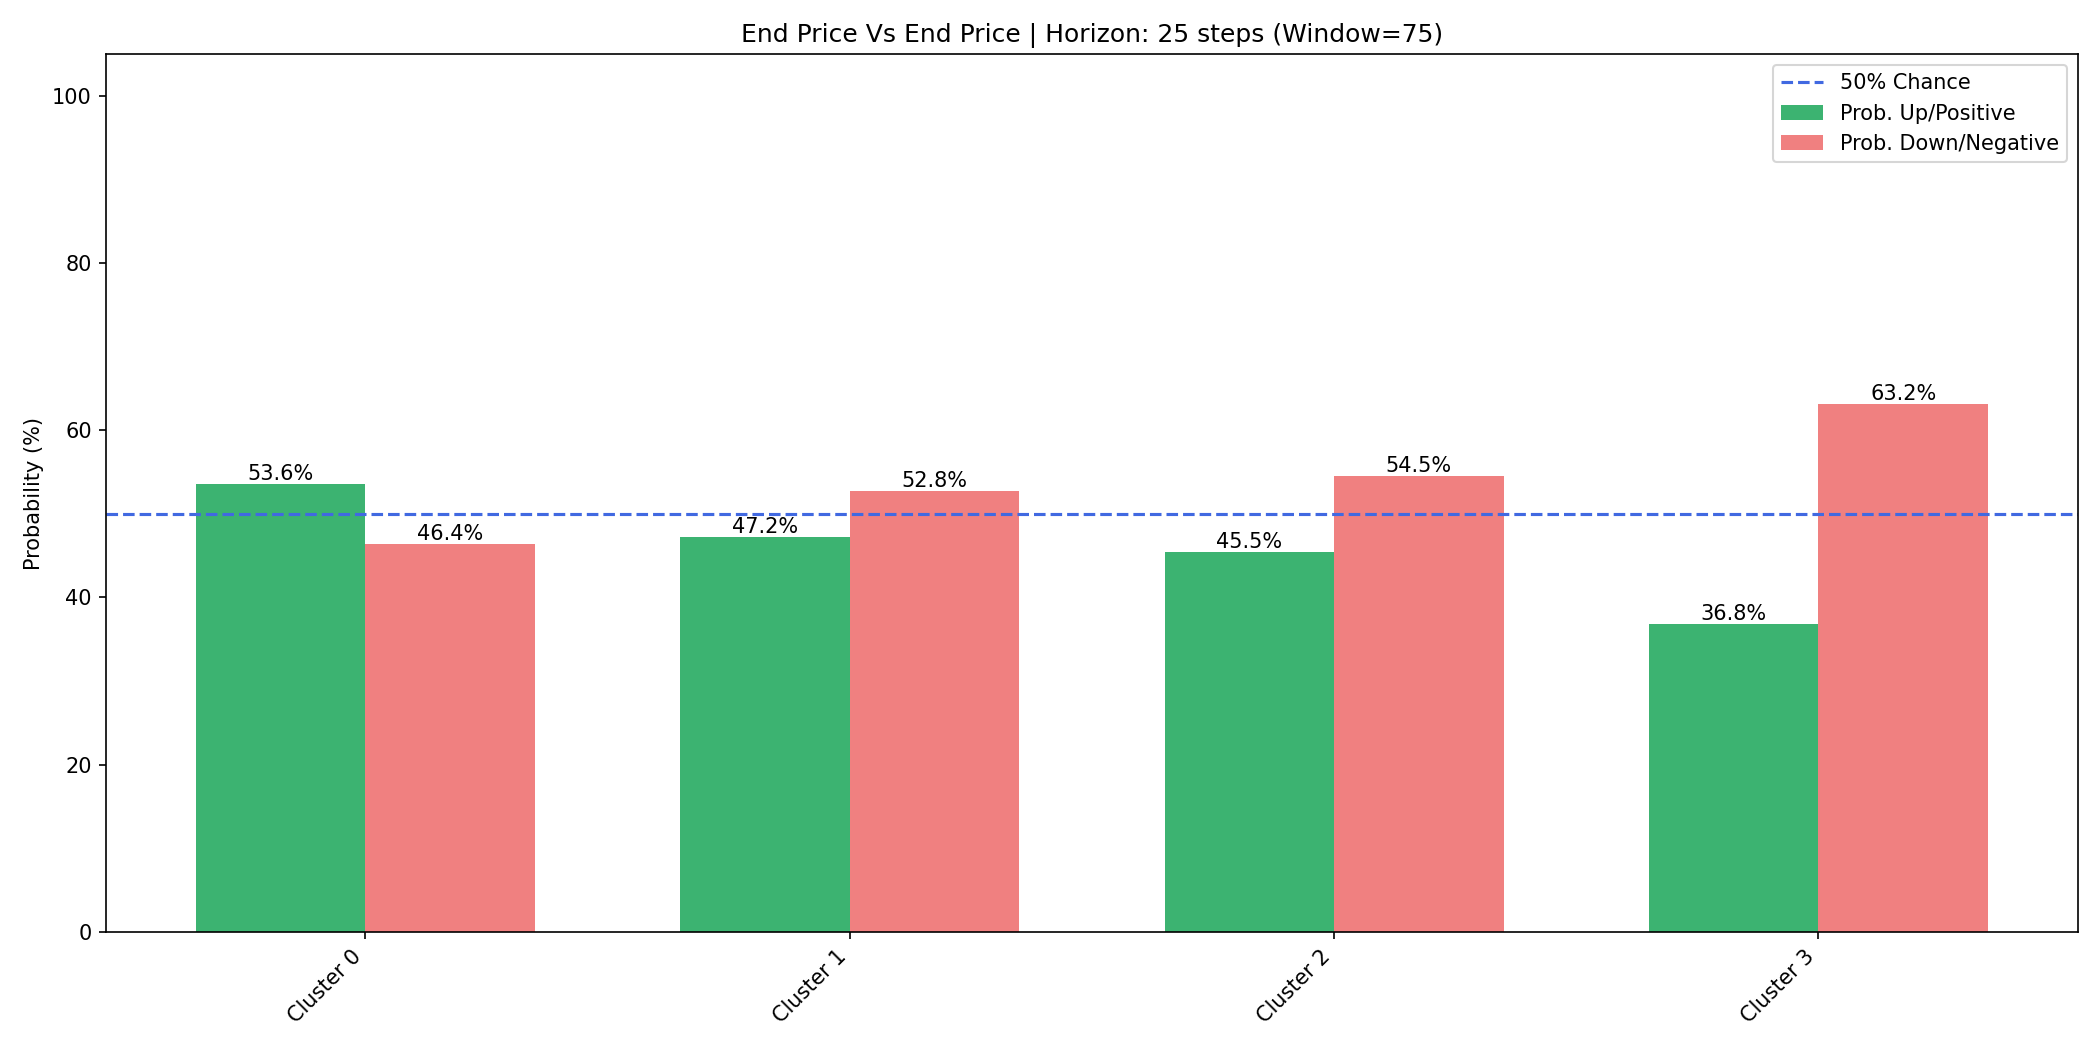 End Price Vs End Price | Horizon: 25 steps (Window=75)
50% Chance
Prob. Up/Positive
Prob. Down/Negative
Probability (%)
100
80
60
40
20
0
53.6%
46.4%
47.2%
52.8%
45.5%
54.5%
36.8%
63.2%
Cluster 0
Cluster 1
Cluster 2
Cluster 3